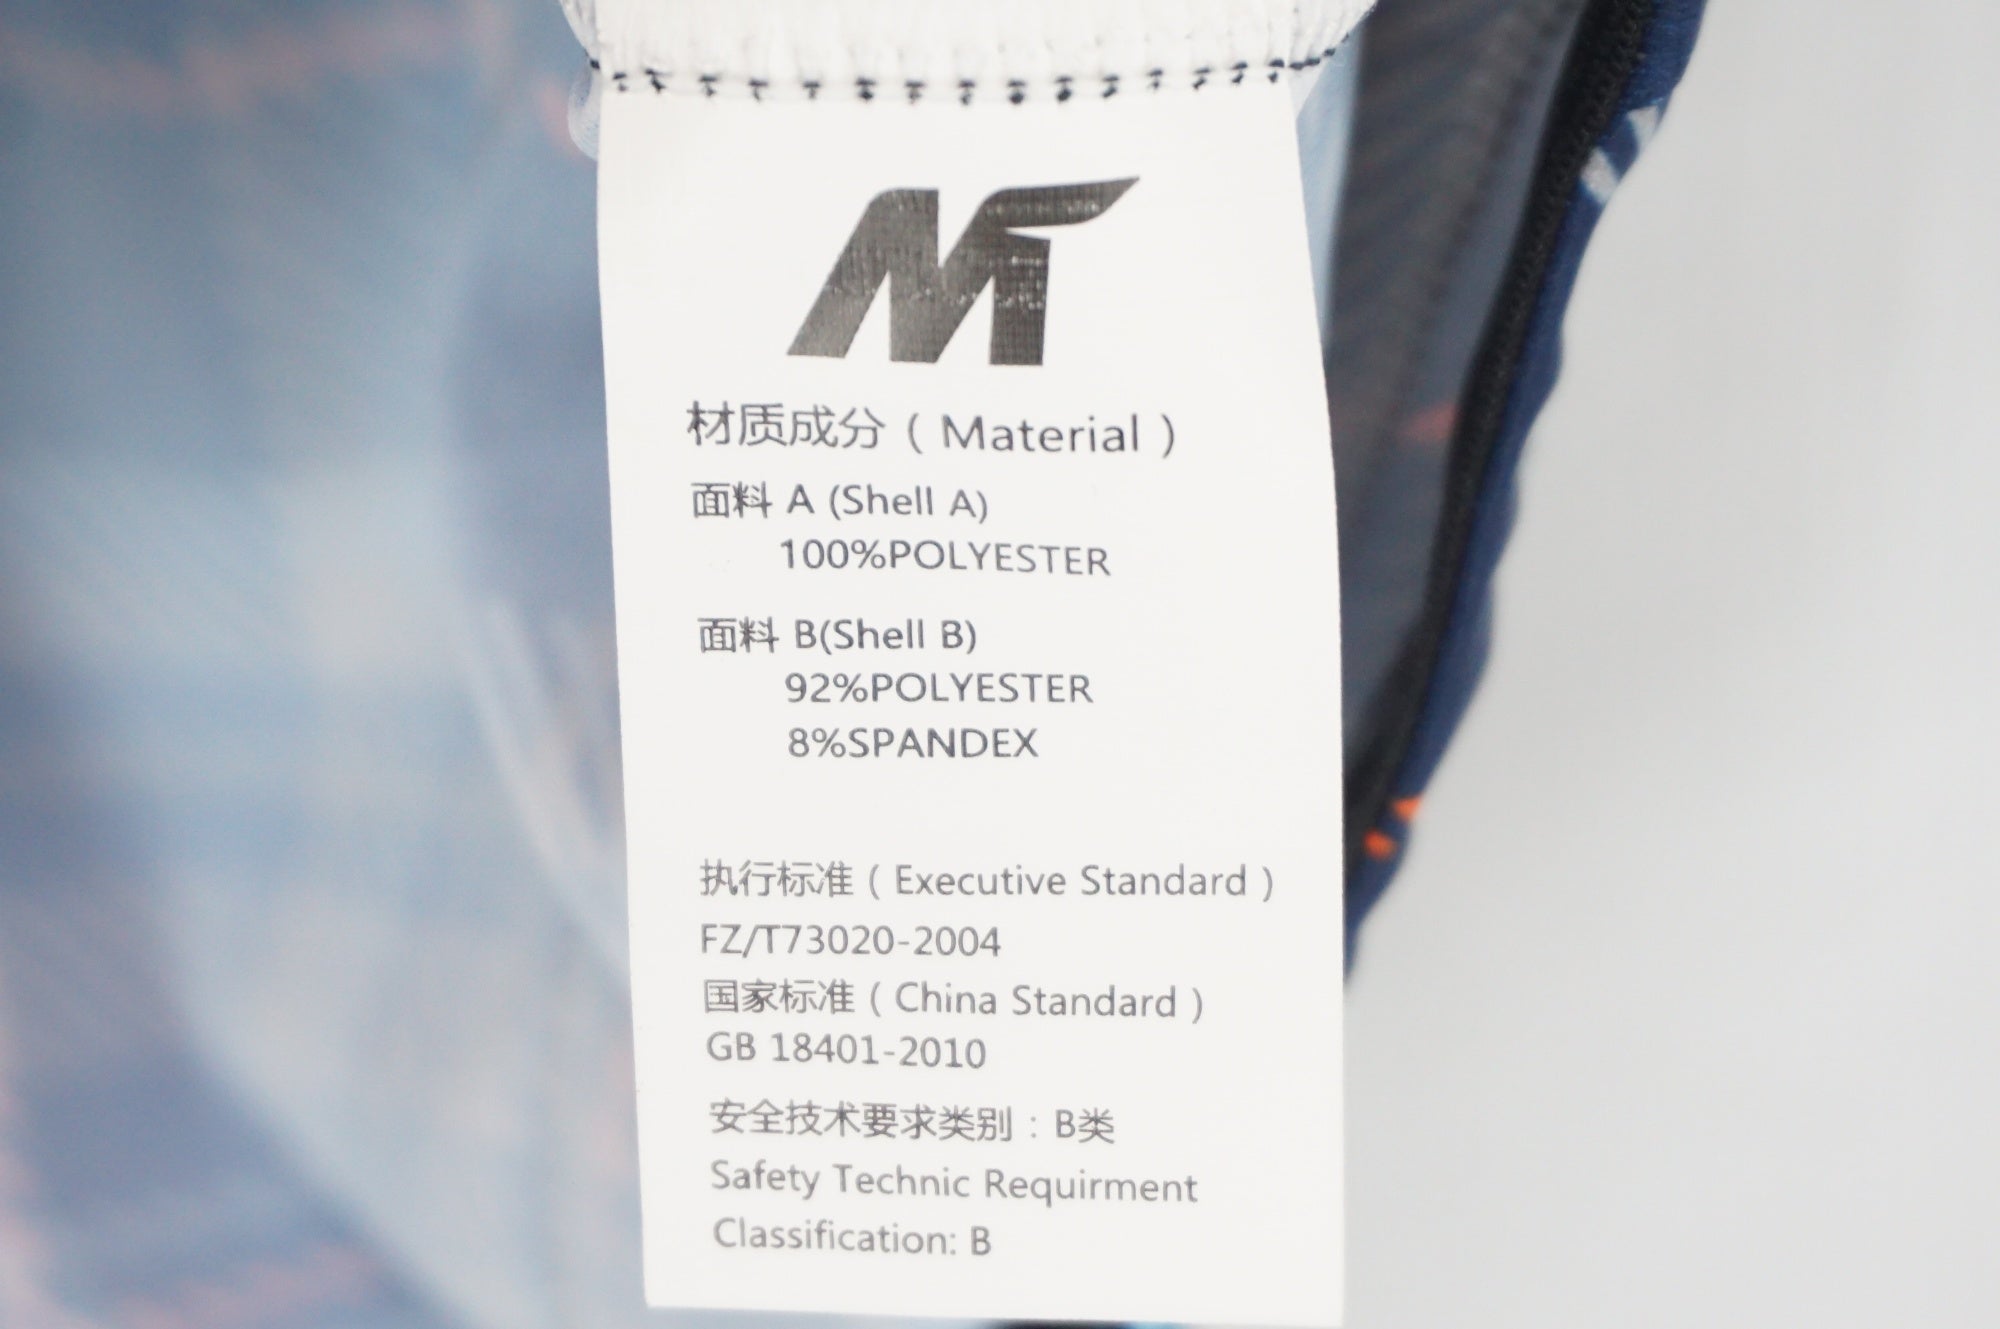 材质成分 ( Material )
面料 A (Shell A)
100%POLYESTER
面料 B(Shell B)
92%POLYESTER
8%SPANDEX
执行标准 ( Executive Standard )
FZ/T73020-2004
国家标准 ( China Standard )
GB 18401-2010
安全技术要求类别 : B类
Safety Technic Requirment
Classification: B